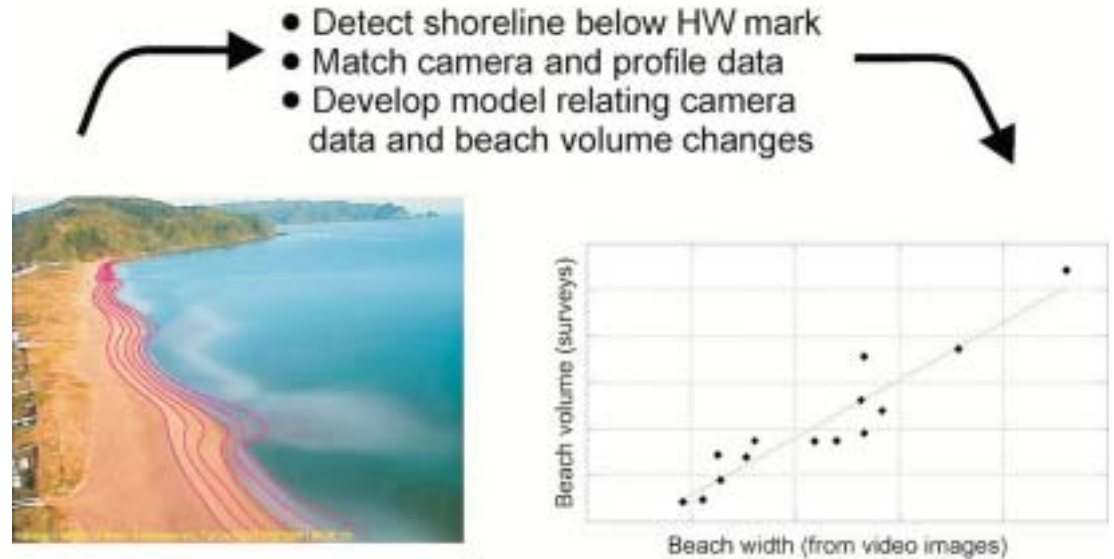 ● Detect shoreline below HW mark
● Match camera and profile data
● Develop model relating camera
data and beach volume changes
Beach volume (surveys)
Beach width (from video images)